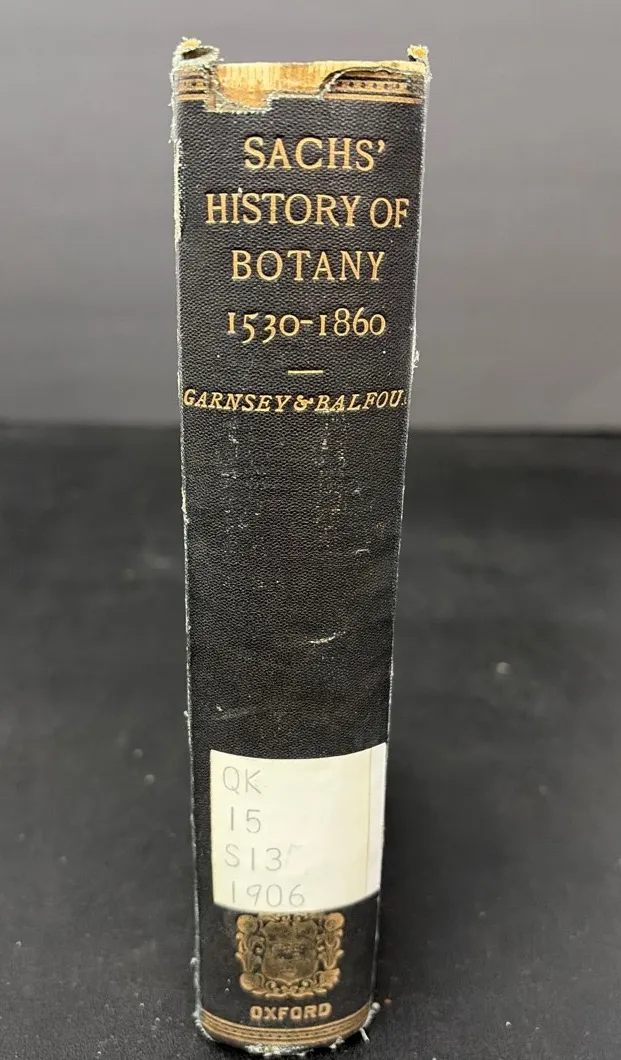 SACHS'
HISTORY OF
BOTANY
1530-1860
GARNSEY & BALFOU
QK
15
S13
1906
OXFORD